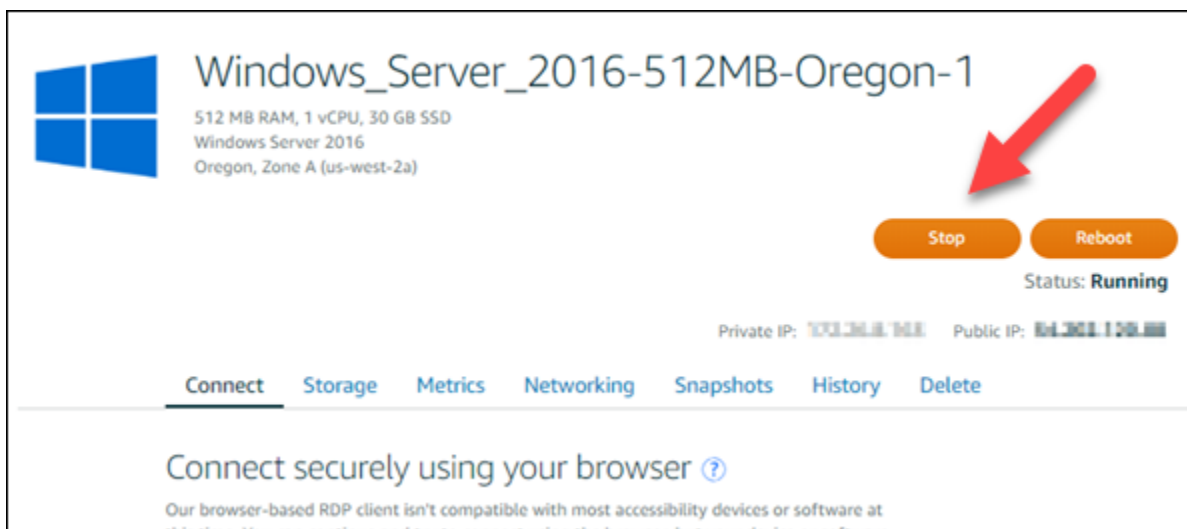 Windows_Server_2016-512MB-Oregon-1
512 MB RAM, 1 vCPU, 30 GB SSD
Windows Server 2016
Oregon, Zone A (us-west-2a)
Stop
Reboot
Status: Running
Private IP:
Public IP:
Connect
Storage
Metrics
Networking
Snapshots
History
Delete
Connect securely using your browser ?
Our browser-based RDP client isn't compatible with most accessibility devices or software at